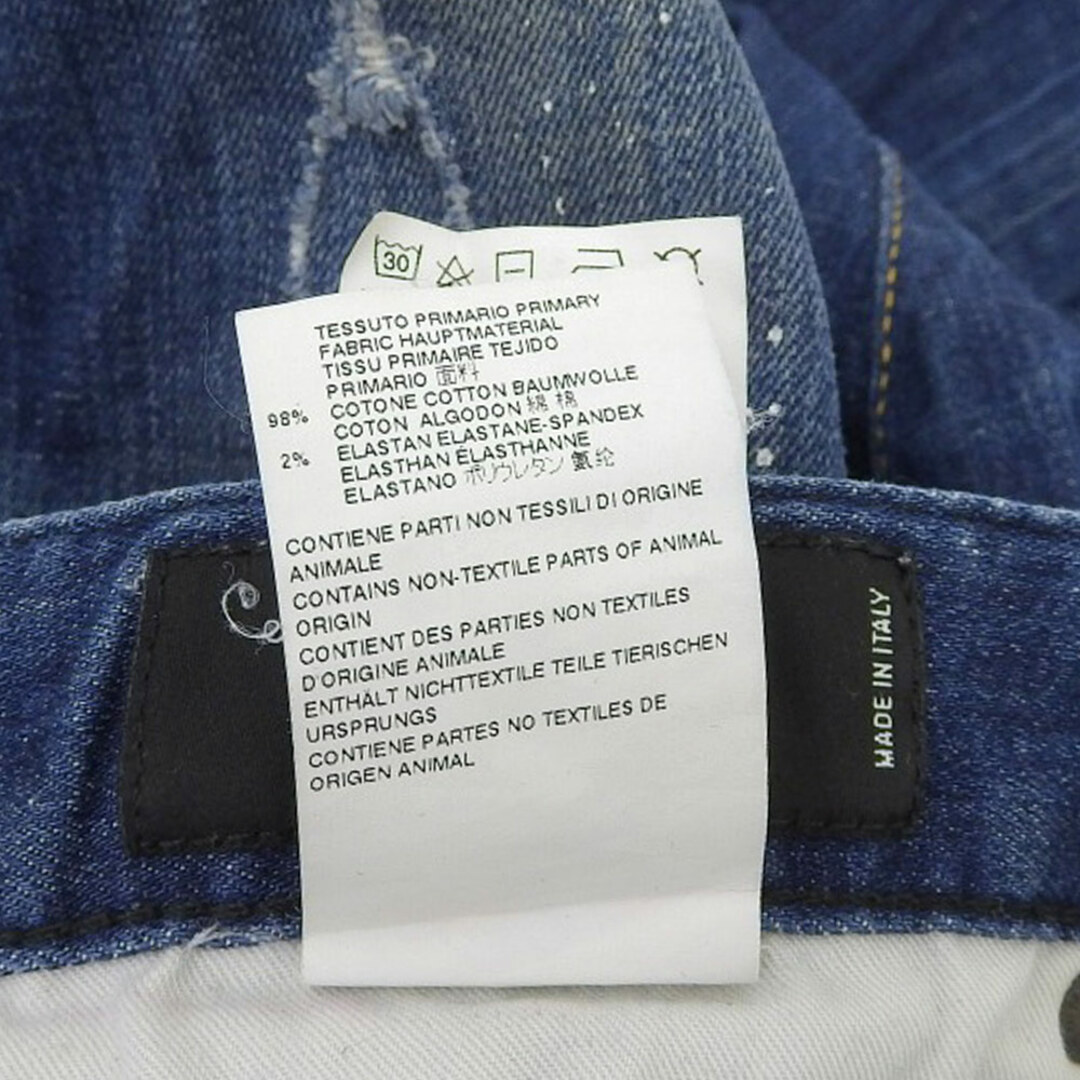 30
TESSUTO PRIMARIO PRIMARY
FABRIC HAUPTMATERIAL
TISSU PRIMAIRE TEJIDO
PRIMARIO 面料
98% COTONE COTTON BAUMWOLLE
COTON ALGODON 綿 棉
2% ELASTAN ELASTANE-SPANDEX
ELASTHAN ÉLASTHANNE
ELASTANO ポリウレタン 氨纶
CONTIENE PARTI NON TESSILI DI ORIGINE
ANIMALE
CONTAINS NON-TEXTILE PARTS OF ANIMAL
ORIGIN
CONTIENT DES PARTIES NON TEXTILES
D'ORIGINE ANIMALE
ENTHÄLT NICHTTEXTILE TEILE TIERISCHEN
URSPRUNGS
CONTIENE PARTES NO TEXTILES DE
ORIGEN ANIMAL
MADE IN ITALY